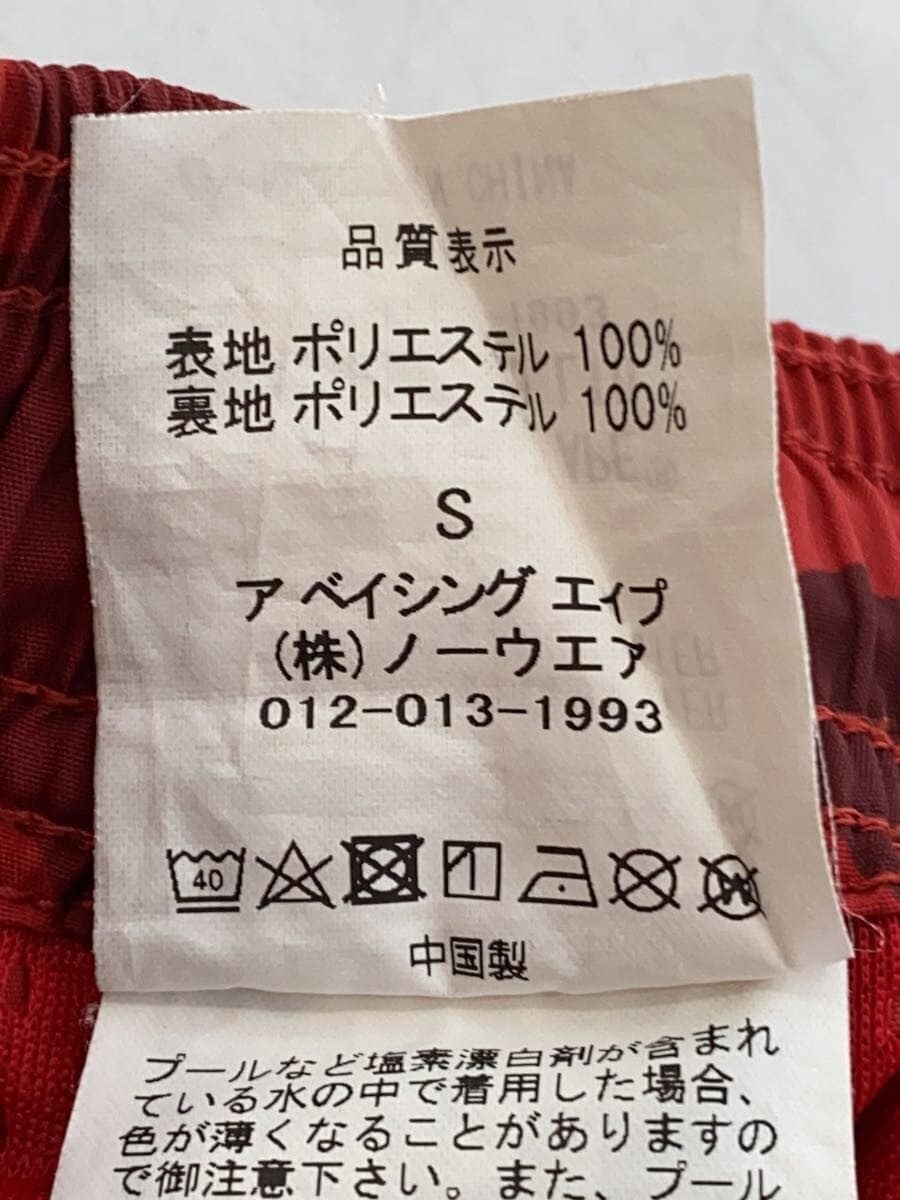 品質表示
表地 ポリエステル 100%
裏地 ポリエステル 100%
S
ア ベイシング エイプ
(株)ノーウエア
012-013-1993
40
中国製
プールなど塩素漂白剤が含まれ
ている水の中で着用した場合、
色が薄くなることがありますの
で御注意下さい。また、プール